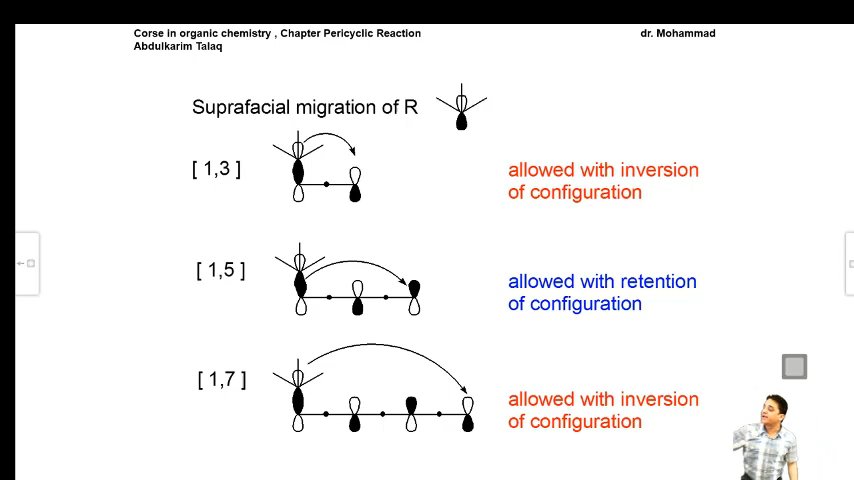 Corse in organic chemistry , Chapter Pericyclic Reaction
dr. Mohammad
Abdulkarim Talaq
Suprafacial migration of R
[ 1,3 ]
allowed with inversion
of configuration
[ 1,5 ]
allowed with retention
of configuration
[ 1,7 ]
allowed with inversion
of configuration